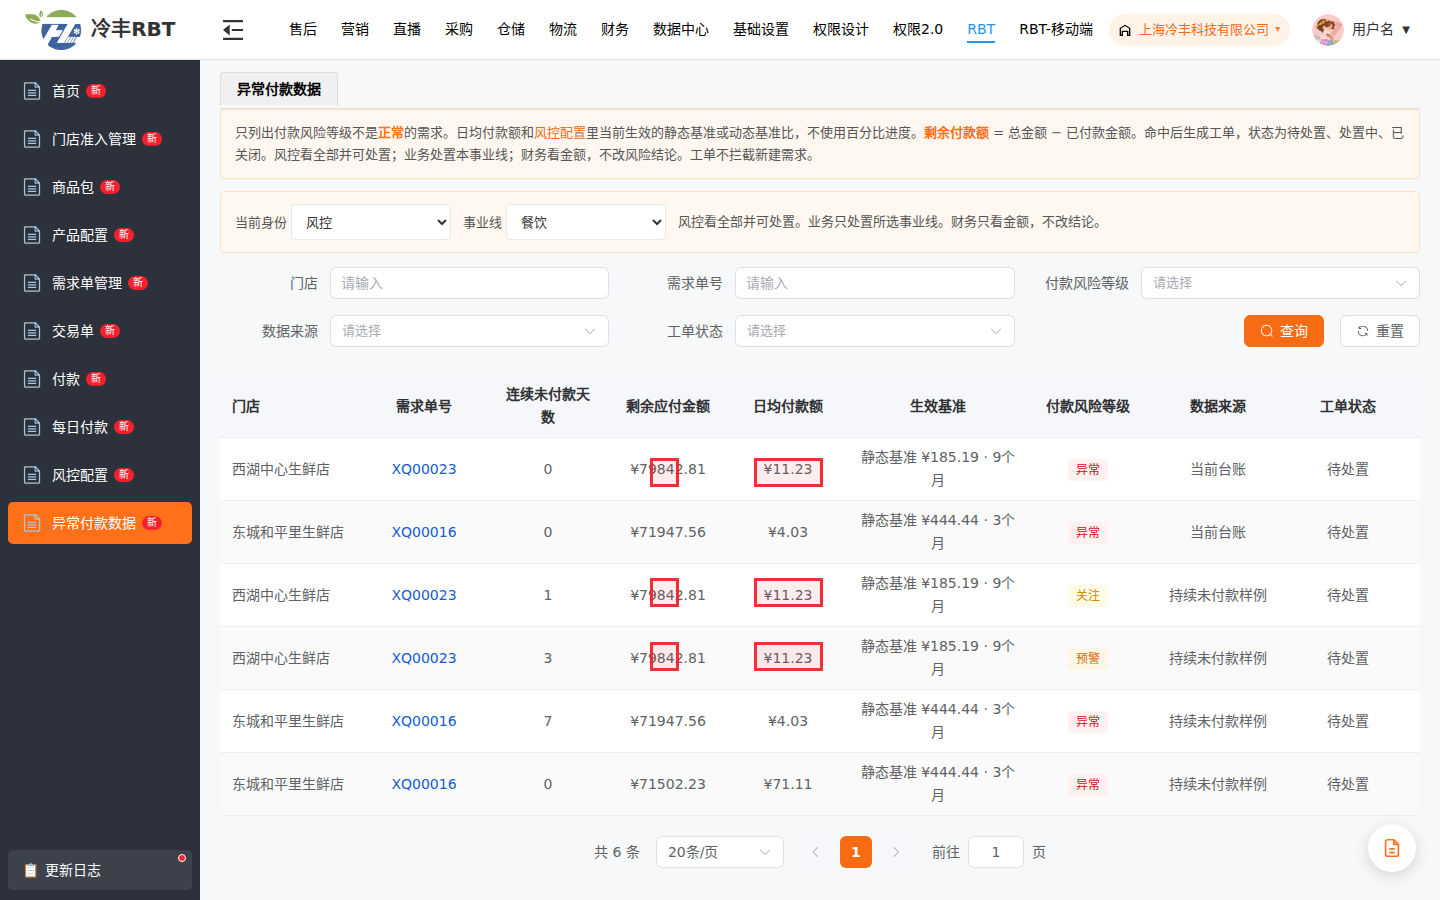 冷丰RBT
售后 营销 直播 采购 仓储 物流 财务 数据中心 基础设置 权限设计 权限2.0 RBT RBT-移动端 上海冷丰科技有限公司 ▾ 用户名 ▼
首页 新
门店准入管理 新
商品包 新
产品配置 新
需求单管理 新
交易单 新
付款 新
每日付款 新
风控配置 新
异常付款数据 新
更新日志
异常付款数据
只列出付款风险等级不是正常的需求。日均付款额和风控配置里当前生效的静态基准或动态基准比，不使用百分比进度。剩余付款额 = 总金额 − 已付款金额。命中后生成工单，状态为待处置、处置中、已
关闭。风控看全部并可处置；业务处置本事业线；财务看金额，不改风险结论。工单不拦截新建需求。
当前身份 风控 事业线 餐饮 风控看全部并可处置。业务只处置所选事业线。财务只看金额，不改结论。
门店 请输入 需求单号 请输入 付款风险等级 请选择
数据来源 请选择 工单状态 请选择 查询 重置
门店 需求单号 连续未付款天数 剩余应付金额 日均付款额 生效基准 付款风险等级 数据来源 工单状态
西湖中心生鲜店 XQ00023 0 ¥79842.81 ¥11.23 静态基准 ¥185.19 · 9个月 异常 当前台账 待处置
东城和平里生鲜店 XQ00016 0 ¥71947.56 ¥4.03 静态基准 ¥444.44 · 3个月 异常 当前台账 待处置
西湖中心生鲜店 XQ00023 1 ¥79842.81 ¥11.23 静态基准 ¥185.19 · 9个月 关注 持续未付款样例 待处置
西湖中心生鲜店 XQ00023 3 ¥79842.81 ¥11.23 静态基准 ¥185.19 · 9个月 预警 持续未付款样例 待处置
东城和平里生鲜店 XQ00016 7 ¥71947.56 ¥4.03 静态基准 ¥444.44 · 3个月 异常 持续未付款样例 待处置
东城和平里生鲜店 XQ00016 0 ¥71502.23 ¥71.11 静态基准 ¥444.44 · 3个月 异常 持续未付款样例 待处置
共 6 条 20条/页 1 前往 1 页